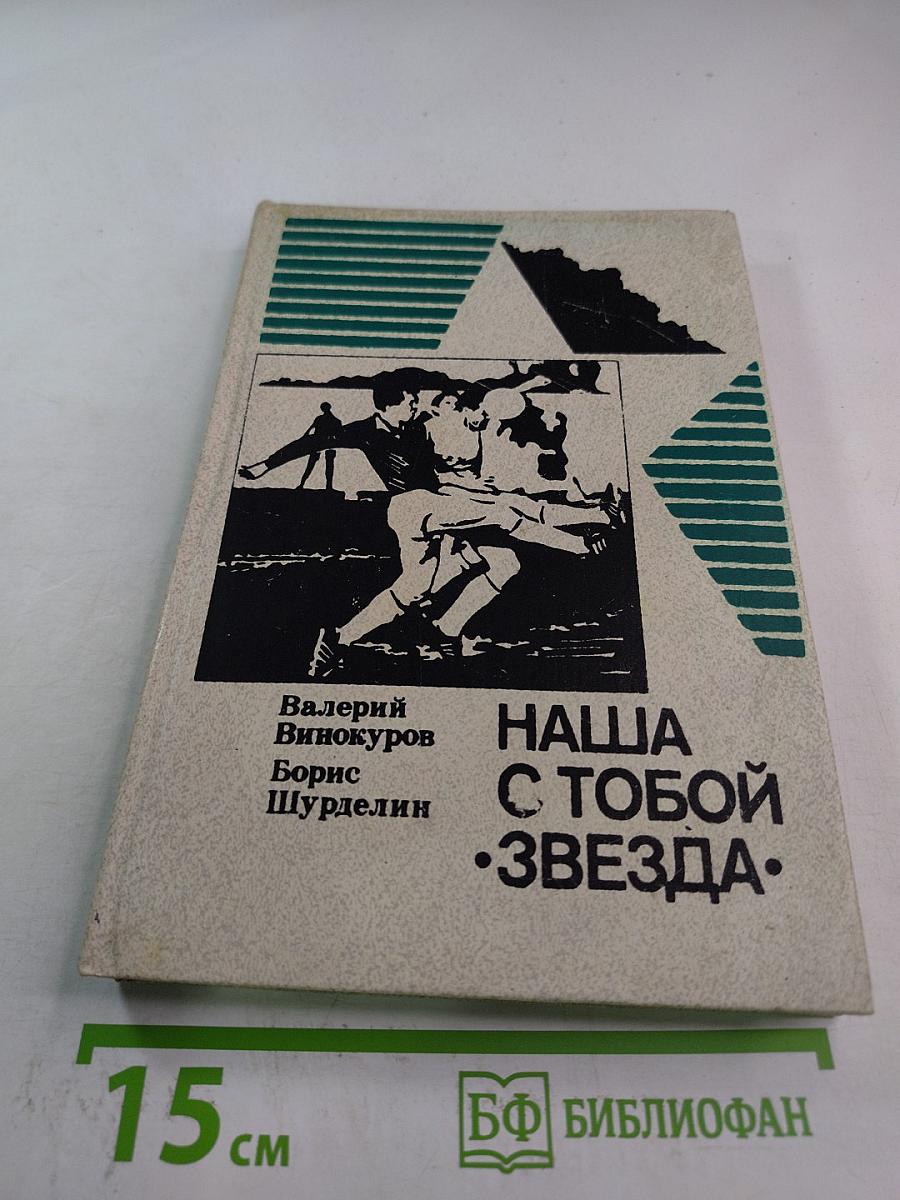 Валерий
Винокуров
Борис
Шурделин
НАША
С ТОБОЙ
•ЗВЕЗДА•
15 см
БФ БИБЛИОФАН